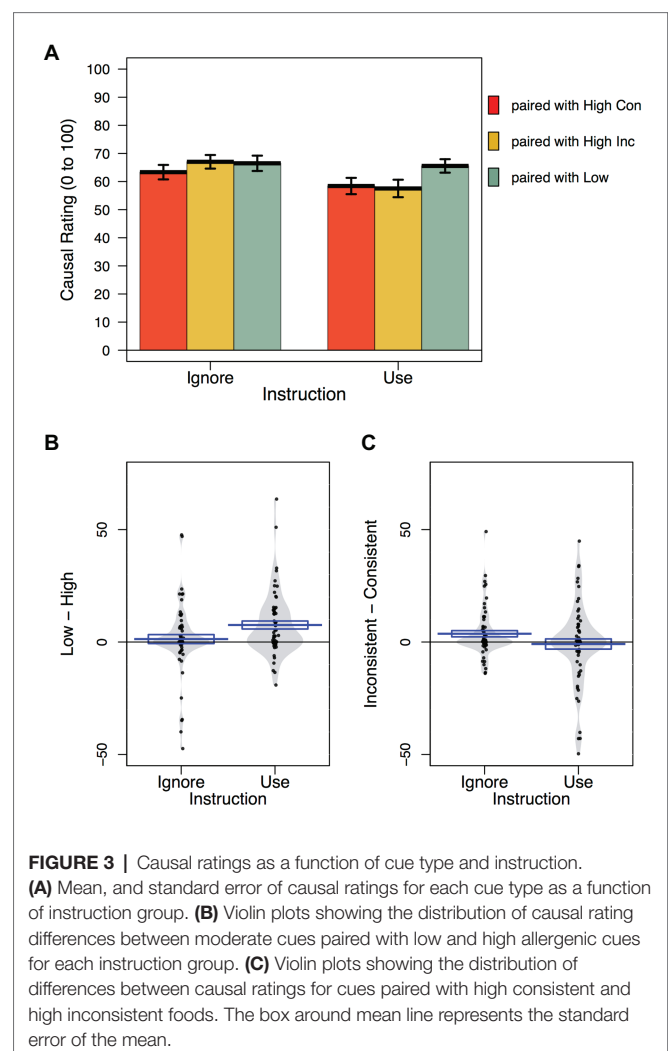 A
100
90
80
70
60
50
40
30
20
10
0
Causal Rating (0 to 100)
paired with High Con
paired with High Inc
paired with Low
Ignore
Use
Instruction
B
50
0
−50
Low − High
Ignore
Use
Instruction
C
50
0
−50
Inconsistent − Consistent
Ignore
Use
Instruction
FIGURE 3 | Causal ratings as a function of cue type and instruction.
(A) Mean, and standard error of causal ratings for each cue type as a function
of instruction group. (B) Violin plots showing the distribution of causal rating
differences between moderate cues paired with low and high allergenic cues
for each instruction group. (C) Violin plots showing the distribution of
differences between causal ratings for cues paired with high consistent and
high inconsistent foods. The box around mean line represents the standard
error of the mean.